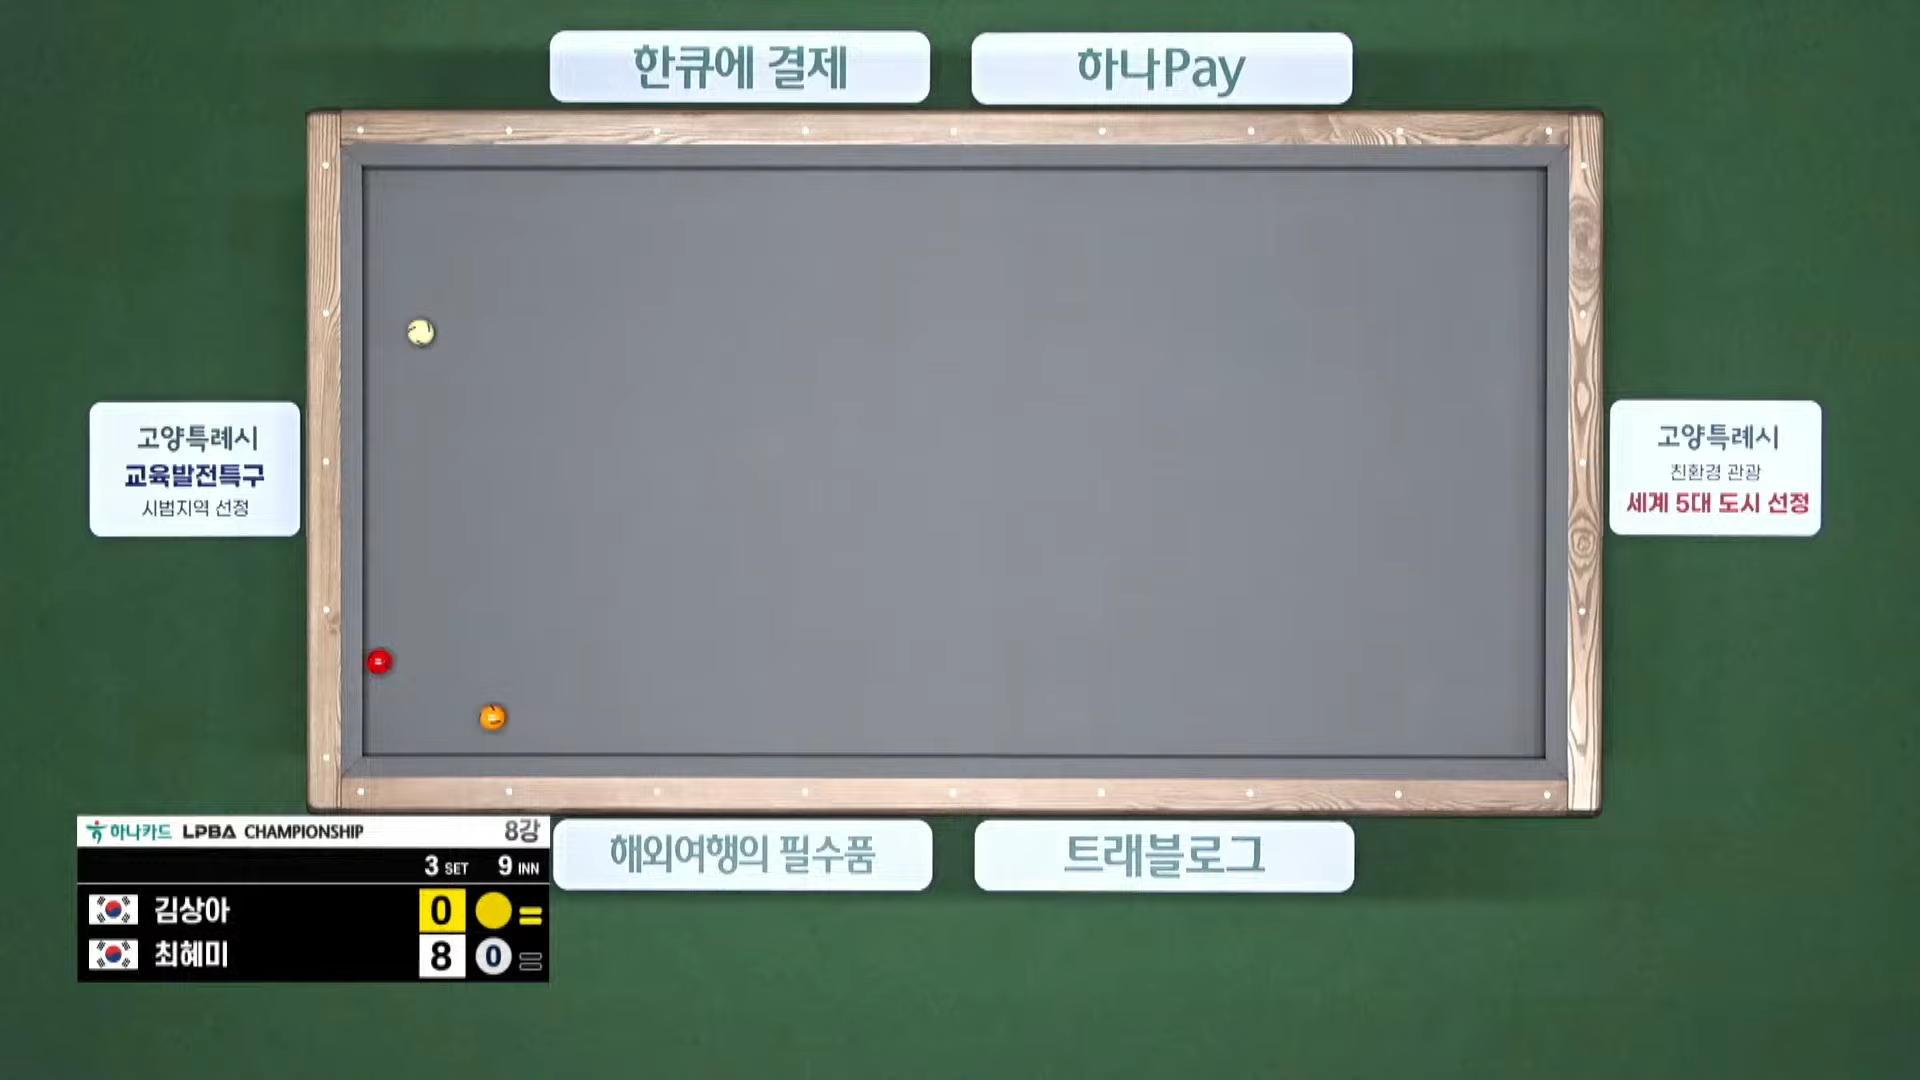 한큐에 결제
하나Pay
고양특례시
교육발전특구
시범지역 선정
고양특례시
친환경 관광
세계 5대 도시 선정
하나카드 LPBA CHAMPIONSHIP 8강
3 SET 9 INN
김상아 0
최혜미 8 0
해외여행의 필수품
트래블로그